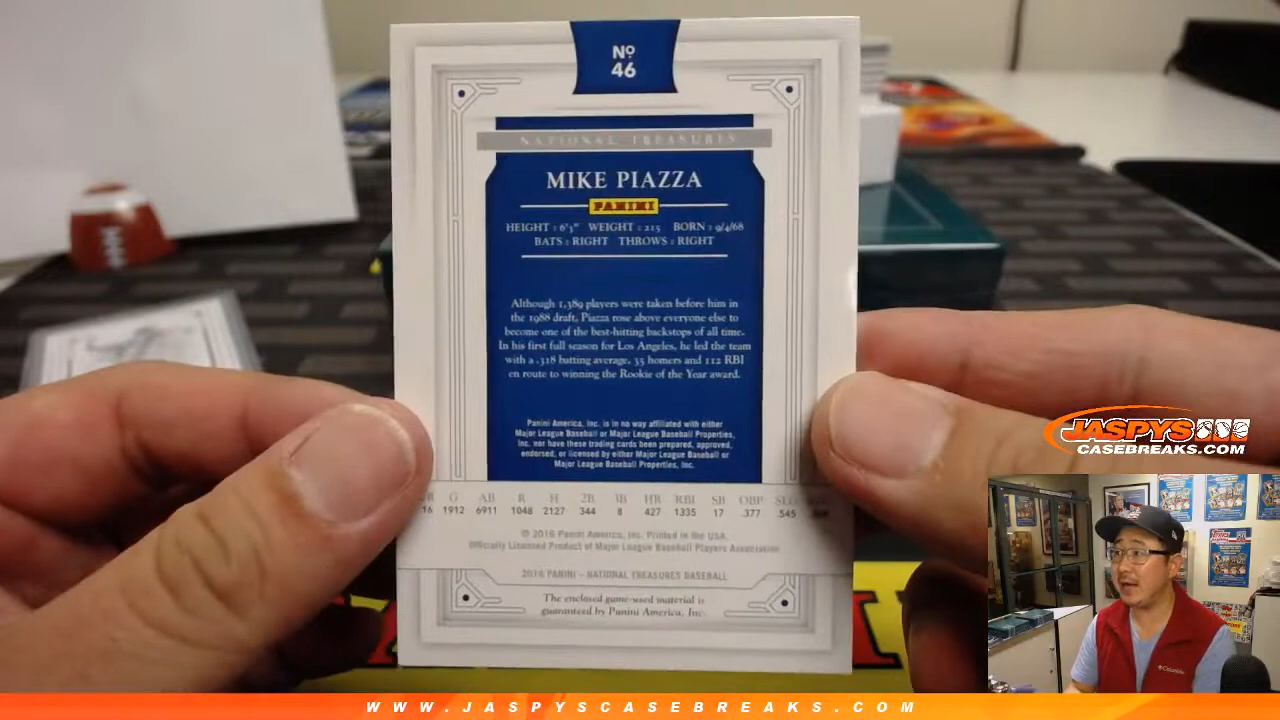 Nº
46
NATIONAL TREASURES
MIKE PIAZZA
PANINI
HEIGHT : 6'3" WEIGHT : 215 BORN : 9/4/68
BATS : RIGHT THROWS : RIGHT
Although 1,389 players were taken before him in
the 1988 draft, Piazza rose above everyone else to
become one of the best-hitting backstops of all time.
In his first full season for Los Angeles, he led the team
with a .318 batting average, 35 homers and 112 RBI
en route to winning the Rookie of the Year award.
Panini America, Inc. is in no way affiliated with either
Major League Baseball or Major League Baseball Properties,
Inc. nor have these trading cards been prepared, approved,
endorsed, or licensed by either Major League Baseball or
Major League Baseball Properties, Inc.
G AB R H 2B 3B HR RBI SB OBP SLG
16 1912 6911 1048 2127 344 8 427 1335 17 .377 .545
© 2016 Panini America, Inc. Printed in the USA.
Officially Licensed Product of Major League Baseball Players Association
2016 PANINI - NATIONAL TREASURES BASEBALL
The enclosed game-used material is
guaranteed by Panini America, Inc.
JASPYS
CASEBREAKS.COM
WWW.JASPYSCASEBREAKS.COM